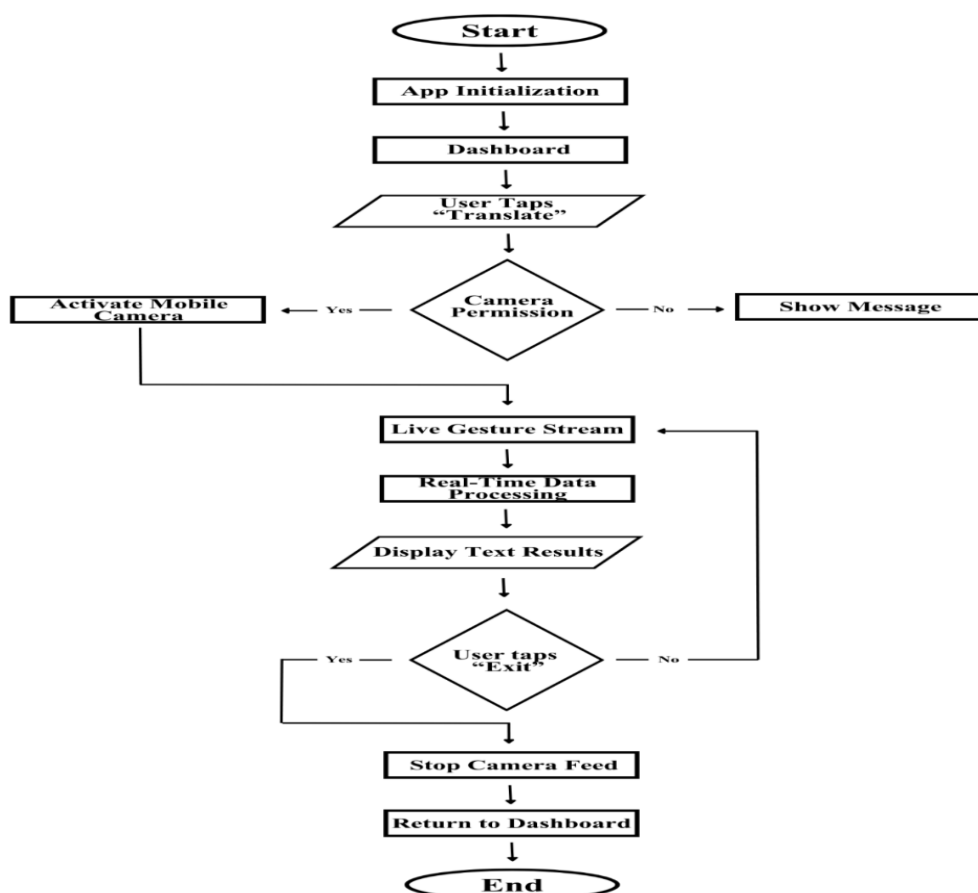 Start
App Initialization
Dashboard
User Taps
“Translate”
Camera
Permission
Yes
No
Activate Mobile
Camera
Show Message
Live Gesture Stream
Real-Time Data
Processing
Display Text Results
User taps
“Exit”
Yes
No
Stop Camera Feed
Return to Dashboard
End